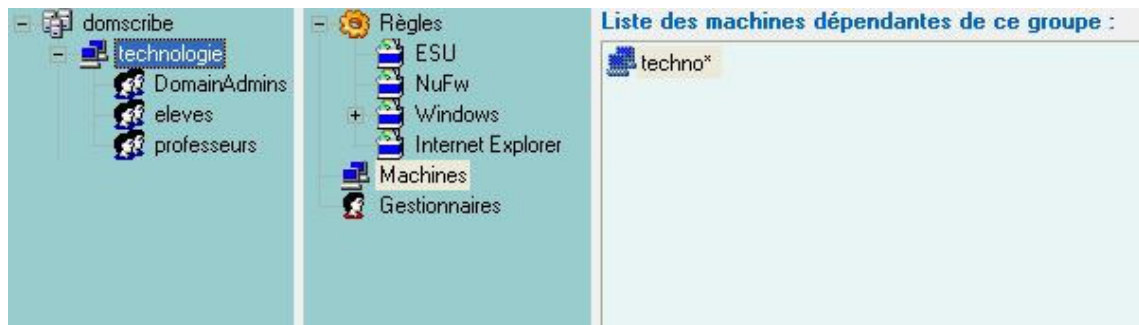 domscribe
technologie
DomainAdmins
eleves
professeurs
Règles
ESU
NuFw
Windows
Internet Explorer
Machines
Gestionnaires
Liste des machines dépendantes de ce groupe :
techno*